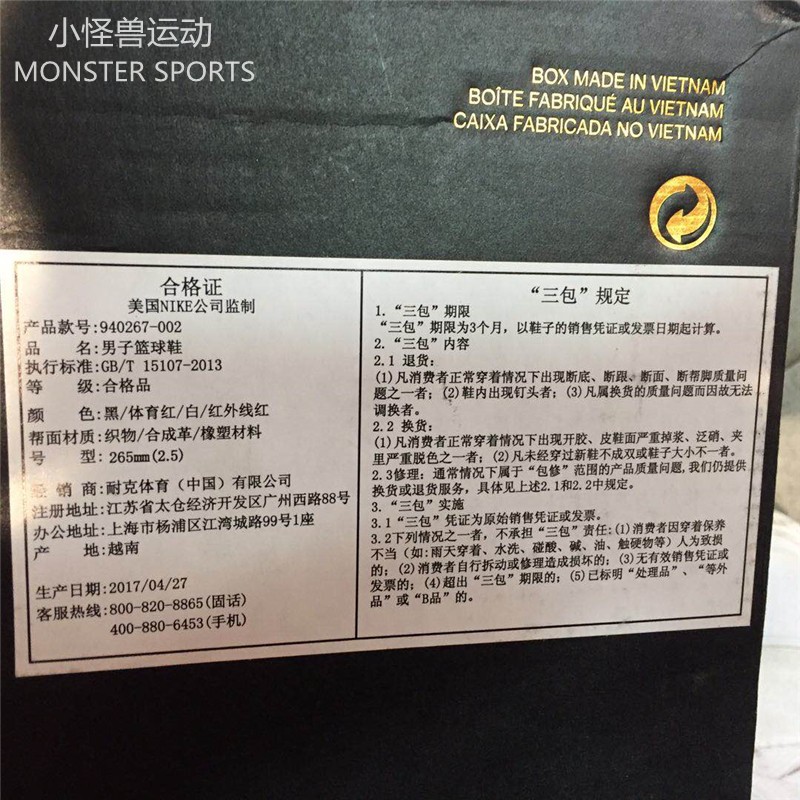 小怪兽运动
MONSTER SPORTS
BOX MADE IN VIETNAM
BOÎTE FABRIQUÉ AU VIETNAM
CAIXA FABRICADA NO VIETNAM
合格证
美国NIKE公司监制
产品款号:940267-002
品 名:男子篮球鞋
执行标准:GB/T 15107-2013
等 级:合格品
颜 色:黑/体育红/白/红外线红
帮面材质:织物/合成革/橡塑材料
号 型:265mm(2.5)
经 销 商:耐克体育（中国）有限公司
注册地址:江苏省太仓经济开发区广州西路88号
办公地址:上海市杨浦区江湾城路99号1座
产 地:越南
生产日期:2017/04/27
客服热线:800-820-8865(固话)
400-880-6453(手机)
“三包”规定
1. “三包”期限
“三包”期限为3个月，以鞋子的销售凭证或发票日期起计算。
2. “三包”内容
2.1 退货:
(1)凡消费者正常穿着情况下出现断底、断跟、断面、断帮脚质量问
题之一者; (2)鞋内出现钉头者; (3)凡属换货的质量问题而因故无法
调换者。
2.2 换货:
(1)凡消费者正常穿着情况下出现开胶、皮鞋面严重掉浆、泛硝、夹
里严重脱色之一者; (2)凡未经穿过新鞋不成双或鞋子大小不一者。
2.3修理: 通常情况下属于“包修”范围的产品质量问题,我们仍提供
换货或退货服务，具体见上述2.1和2.2中规定。
3. “三包”实施
3.1“三包”凭证为原始销售凭证或发票。
3.2下列情况之一者，不承担“三包”责任:(1)消费者因穿着保养
不当（如:雨天穿着、水洗、碰酸、碱、油、触硬物等）人为致损
的; (2)消费者自行拆动或修理造成损坏的; (3)无有效销售凭证或
发票的; (4)超出“三包”期限的; (5)已标明“处理品”、“等外
品”或“B品”的。